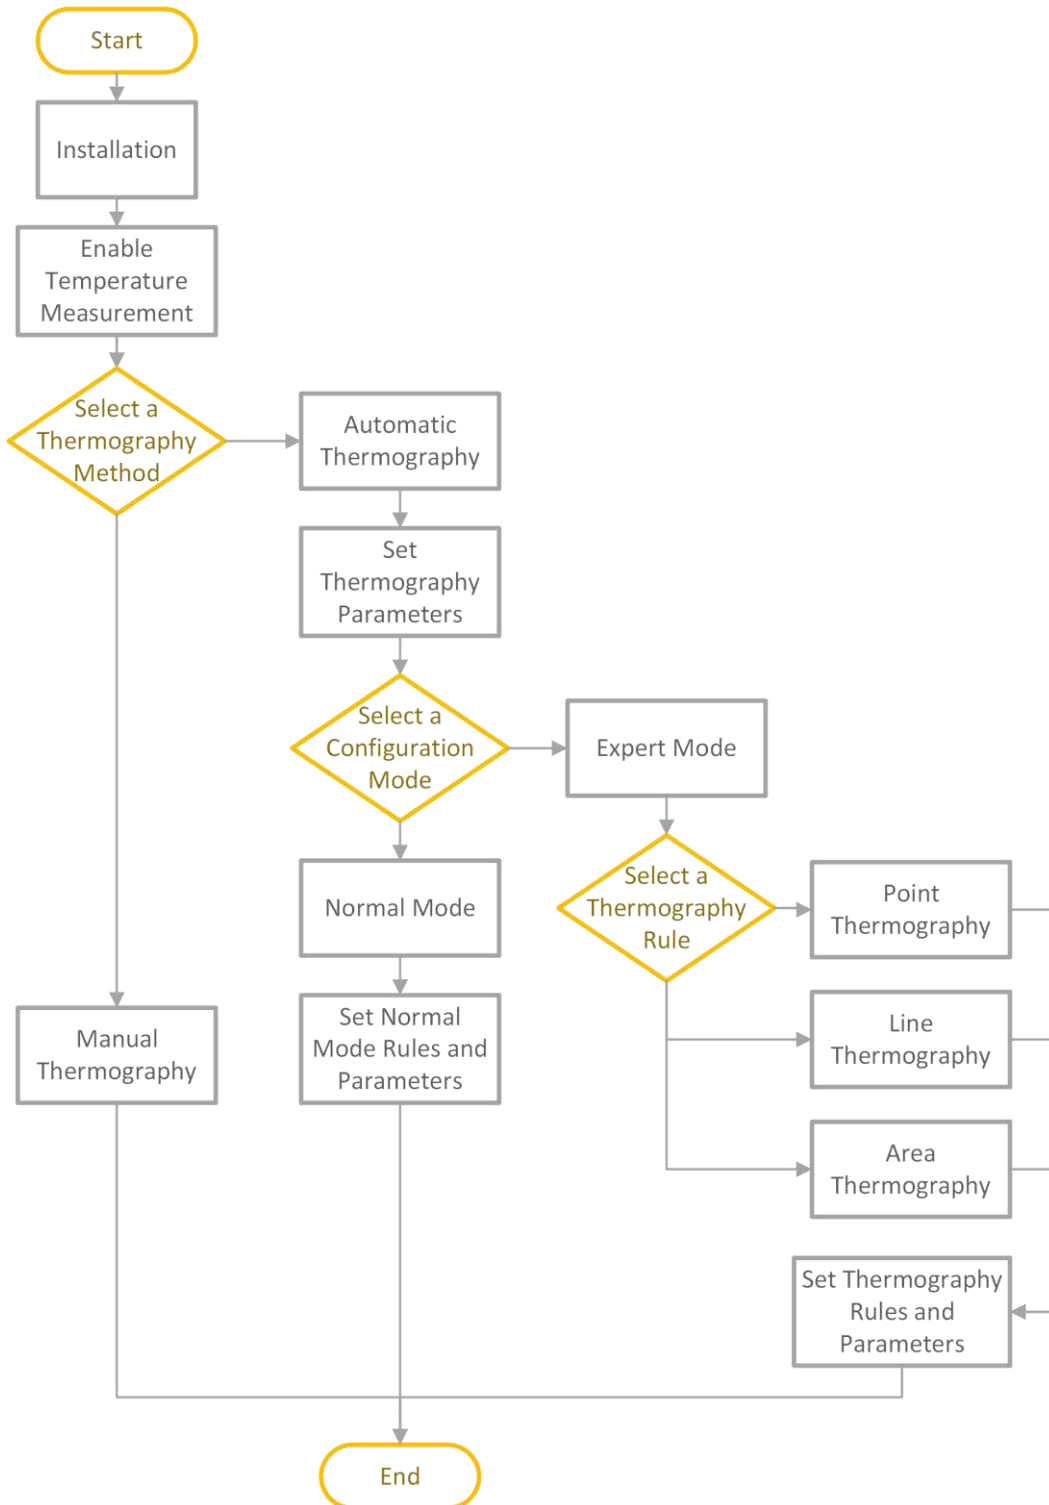 Start
Installation
Enable
Temperature
Measurement
Select a
Thermography
Method
Automatic
Thermography
Set
Thermography
Parameters
Select a
Configuration
Mode
Expert Mode
Normal Mode
Select a
Thermography
Rule
Point
Thermography
Line
Thermography
Area
Thermography
Manual
Thermography
Set Normal
Mode Rules and
Parameters
Set Thermography
Rules and
Parameters
End